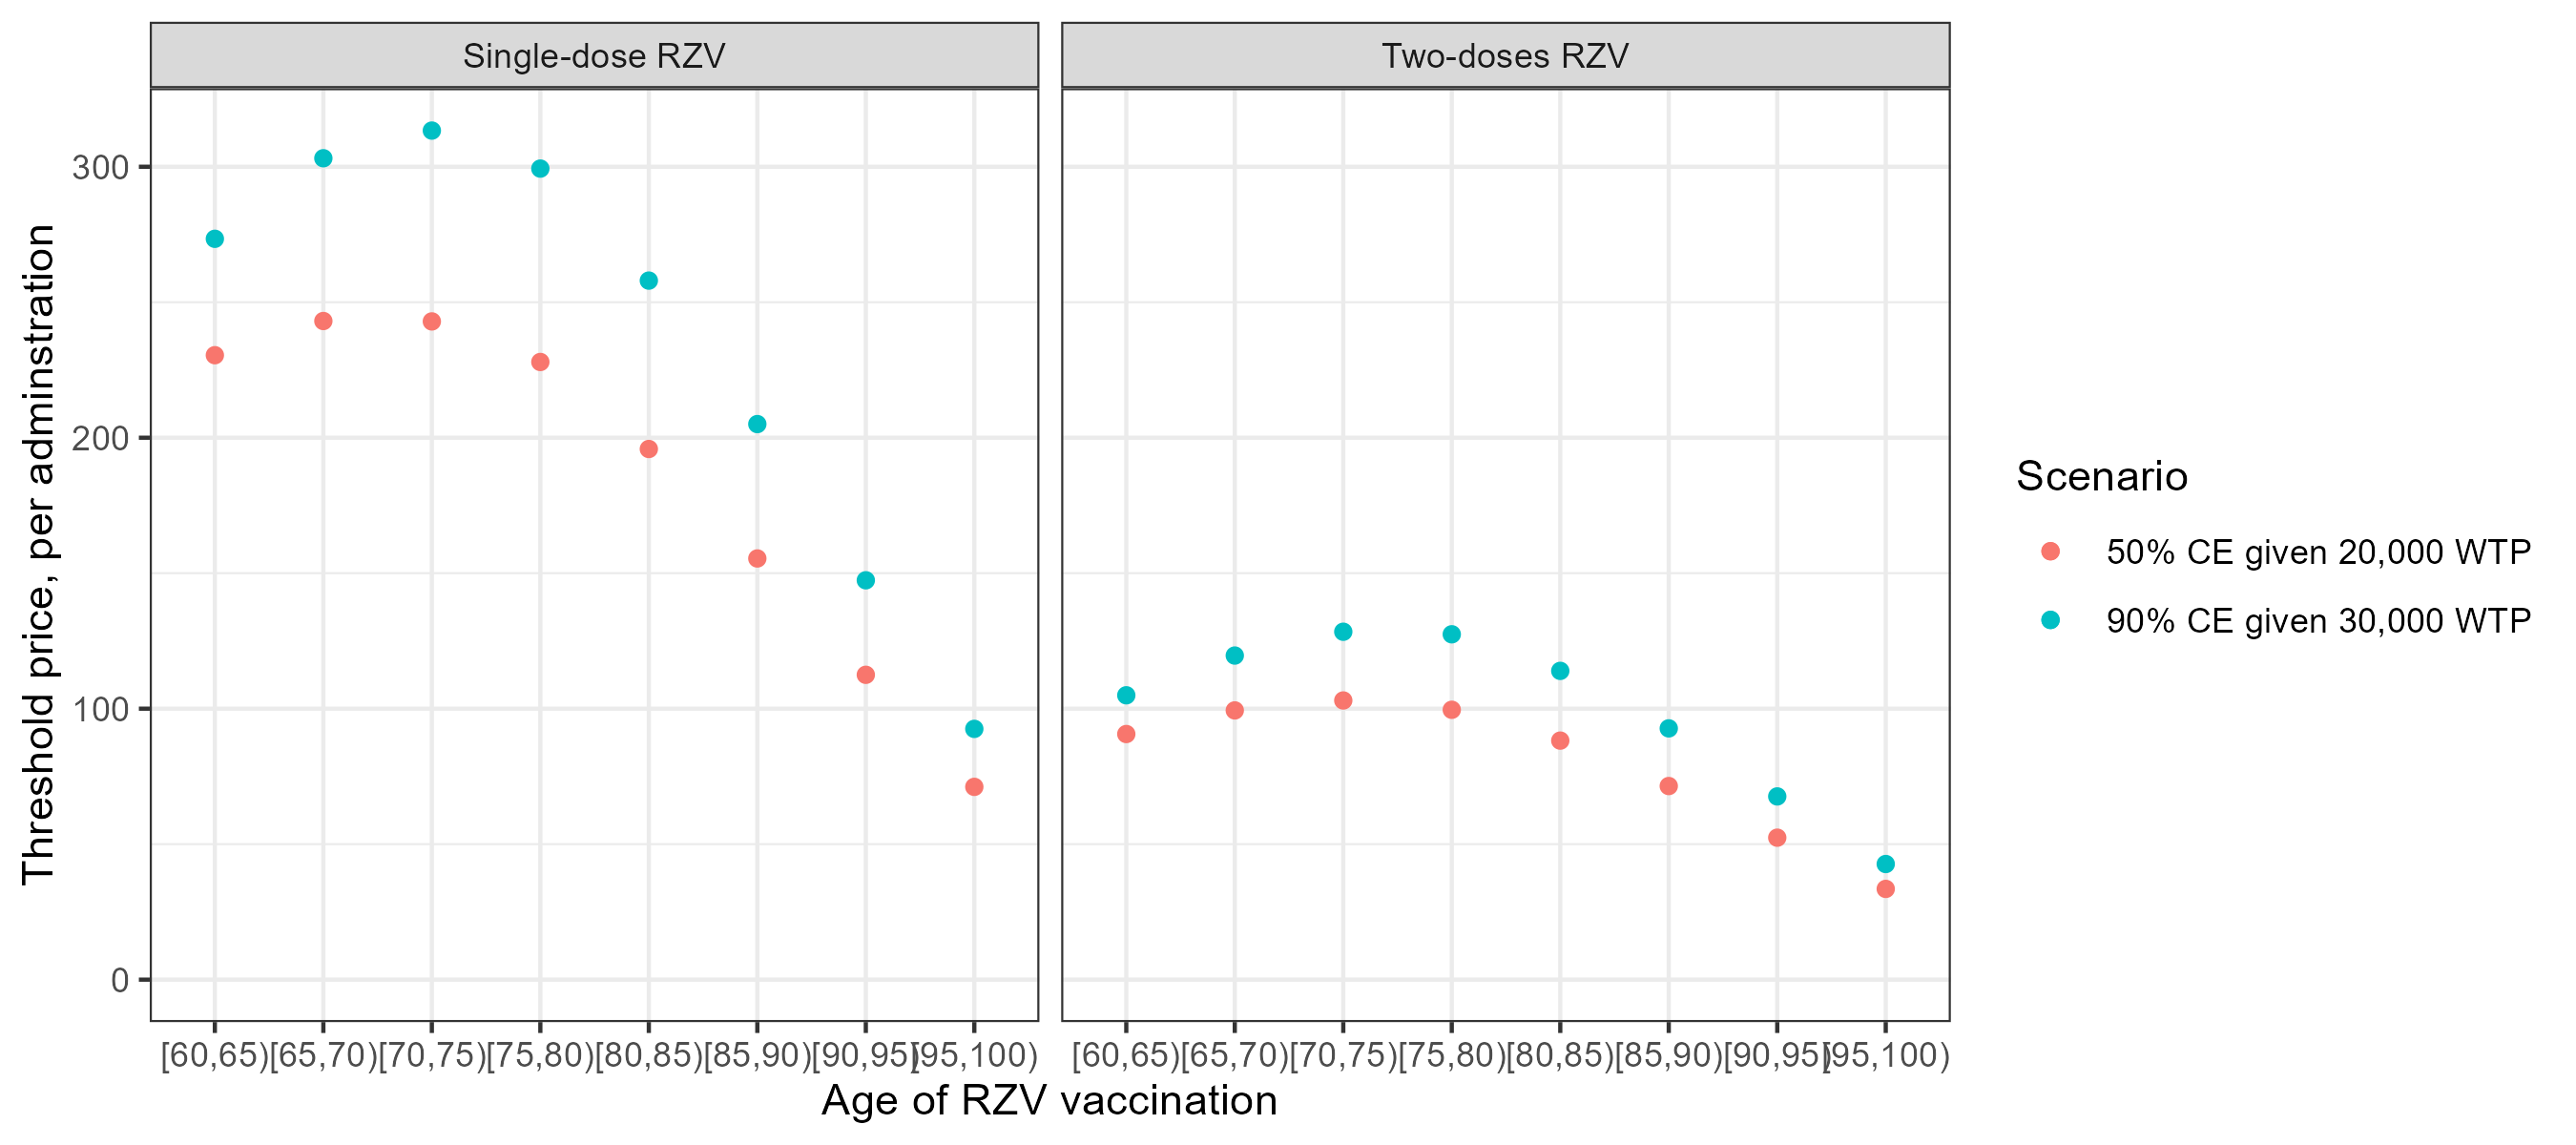 Single-dose RZV
Two-doses RZV
Threshold price, per adminstration
300
200
100
0
[60,65) [65,70) [70,75) [75,80) [80,85) [85,90) [90,95) [95,100)
[60,65) [65,70) [70,75) [75,80) [80,85) [85,90) [90,95) [95,100)
Age of RZV vaccination
Scenario
50% CE given 20,000 WTP
90% CE given 30,000 WTP